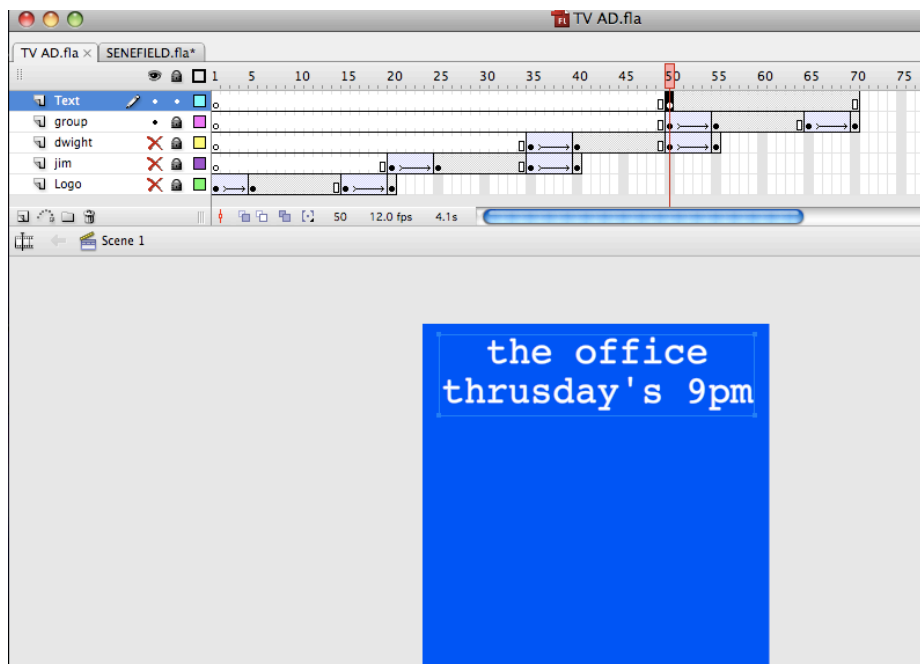 TV AD.fla
TV AD.fla × SENEFIELD.fla*
1 5 10 15 20 25 30 35 40 45 50 55 60 65 70 75
Text
group
dwight
jim
Logo
50 12.0 fps 4.1s
Scene 1
the office
thrusday's 9pm